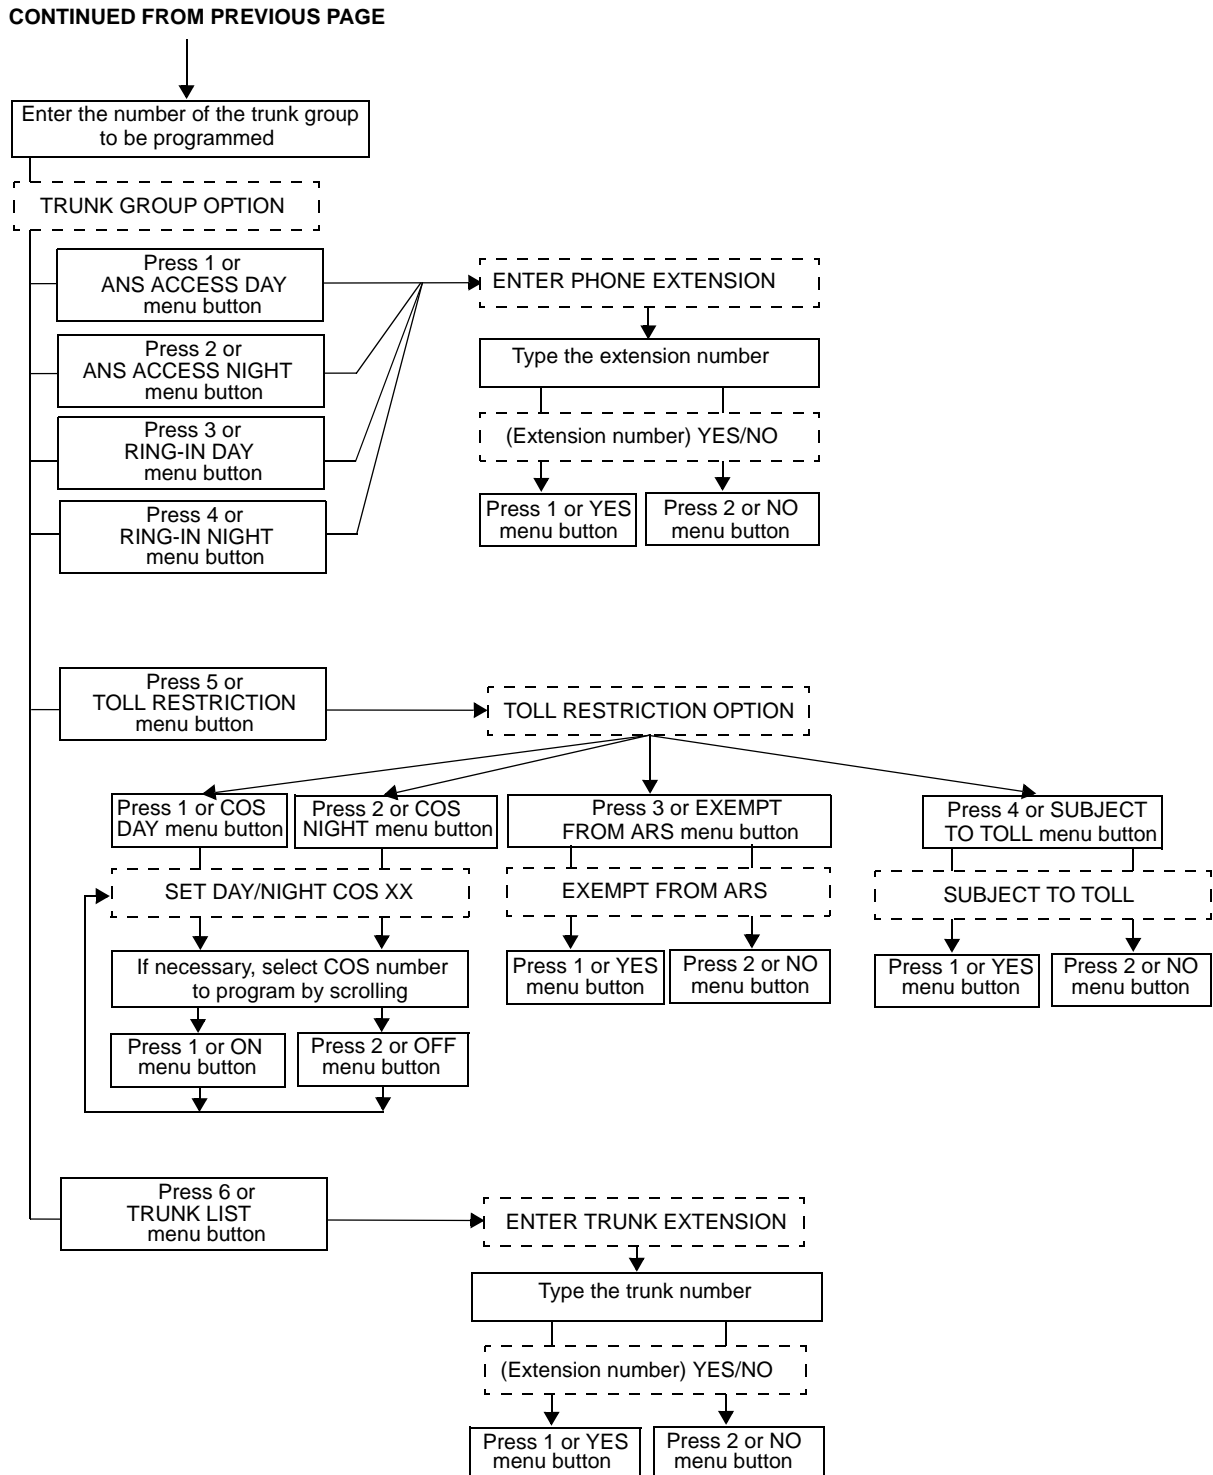 CONTINUED FROM PREVIOUS PAGE
Enter the number of the trunk group
to be programmed
TRUNK GROUP OPTION
Press 1 or
ANS ACCESS DAY
menu button
Press 2 or
ANS ACCESS NIGHT
menu button
Press 3 or
RING-IN DAY
menu button
Press 4 or
RING-IN NIGHT
menu button
ENTER PHONE EXTENSION
Type the extension number
(Extension number) YES/NO
Press 1 or YES
menu button
Press 2 or NO
menu button
Press 5 or
TOLL RESTRICTION
menu button
TOLL RESTRICTION OPTION
Press 1 or COS
DAY menu button
Press 2 or COS
NIGHT menu button
Press 3 or EXEMPT
FROM ARS menu button
Press 4 or SUBJECT
TO TOLL menu button
SET DAY/NIGHT COS XX
EXEMPT FROM ARS
SUBJECT TO TOLL
If necessary, select COS number
to program by scrolling
Press 1 or YES
menu button
Press 2 or NO
menu button
Press 1 or YES
menu button
Press 2 or NO
menu button
Press 1 or ON
menu button
Press 2 or OFF
menu button
Press 6 or
TRUNK LIST
menu button
ENTER TRUNK EXTENSION
Type the trunk number
(Extension number) YES/NO
Press 1 or YES
menu button
Press 2 or NO
menu button